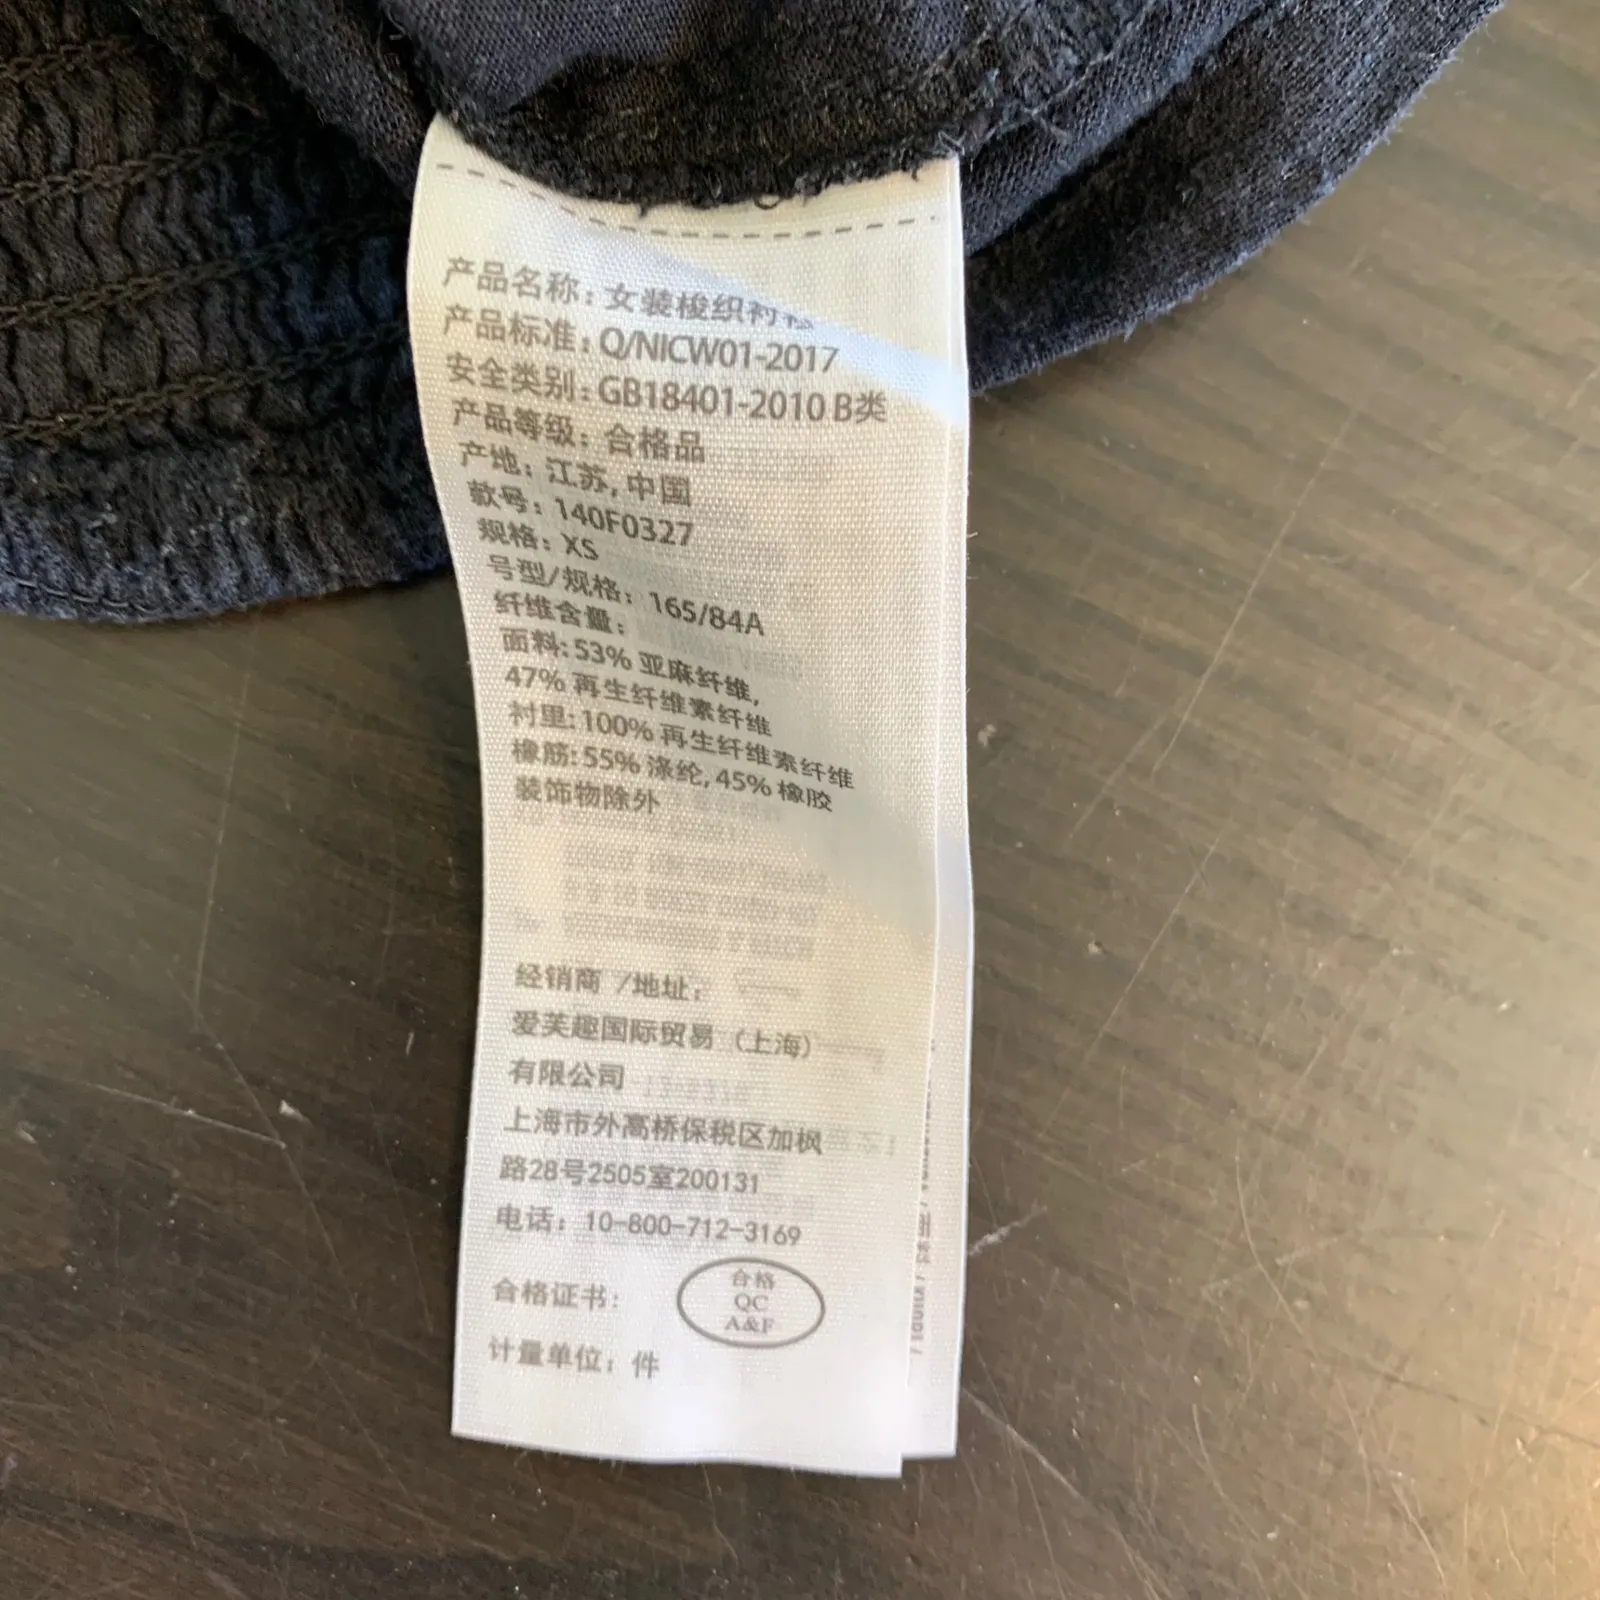 产品名称：女装梭织衬衫
产品标准：Q/NICW01-2017
安全类别：GB18401-2010 B类
产品等级：合格品
产地：江苏,中国
款号：140F0327
规格：XS
号型/规格：165/84A
纤维含量：
面料：53% 亚麻纤维,
47% 再生纤维素纤维
衬里：100% 再生纤维素纤维
橡筋：55% 涤纶, 45% 橡胶
装饰物除外
经销商 /地址：
爱芙趣国际贸易（上海）
有限公司
上海市外高桥保税区加枫
路28号2505室200131
电话：10-800-712-3169
合格证书：
合格
QC
A&F
计量单位：件